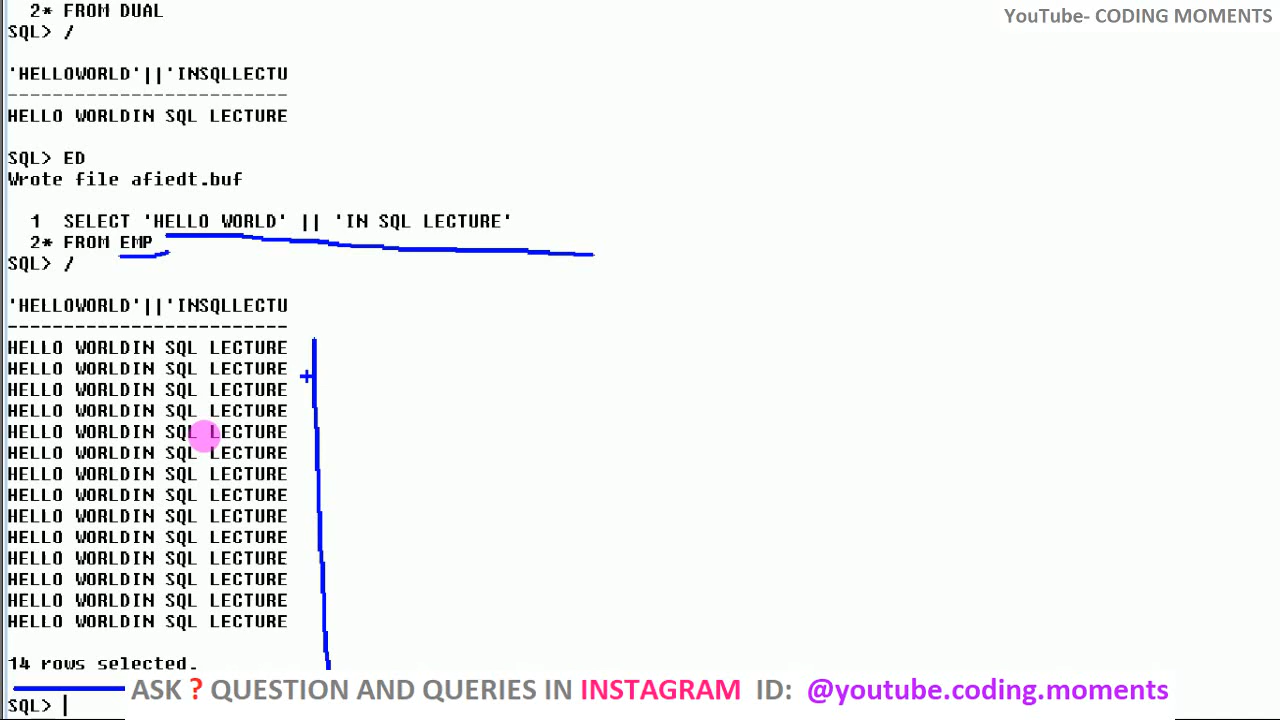 2* FROM DUAL
YouTube- CODING MOMENTS
SQL> /
'HELLOWORLD'||'INSQLLECTU
-------------------------
HELLO WORLDIN SQL LECTURE
SQL> ED
Wrote file afiedt.buf
1 SELECT 'HELLO WORLD' || 'IN SQL LECTURE'
2* FROM EMP
SQL> /
'HELLOWORLD'||'INSQLLECTU
-------------------------
HELLO WORLDIN SQL LECTURE
HELLO WORLDIN SQL LECTURE
HELLO WORLDIN SQL LECTURE
HELLO WORLDIN SQL LECTURE
HELLO WORLDIN SQL LECTURE
HELLO WORLDIN SQL LECTURE
HELLO WORLDIN SQL LECTURE
HELLO WORLDIN SQL LECTURE
HELLO WORLDIN SQL LECTURE
HELLO WORLDIN SQL LECTURE
HELLO WORLDIN SQL LECTURE
HELLO WORLDIN SQL LECTURE
HELLO WORLDIN SQL LECTURE
HELLO WORLDIN SQL LECTURE
14 rows selected.
ASK ? QUESTION AND QUERIES IN INSTAGRAM ID: @youtube.coding.moments
SQL>